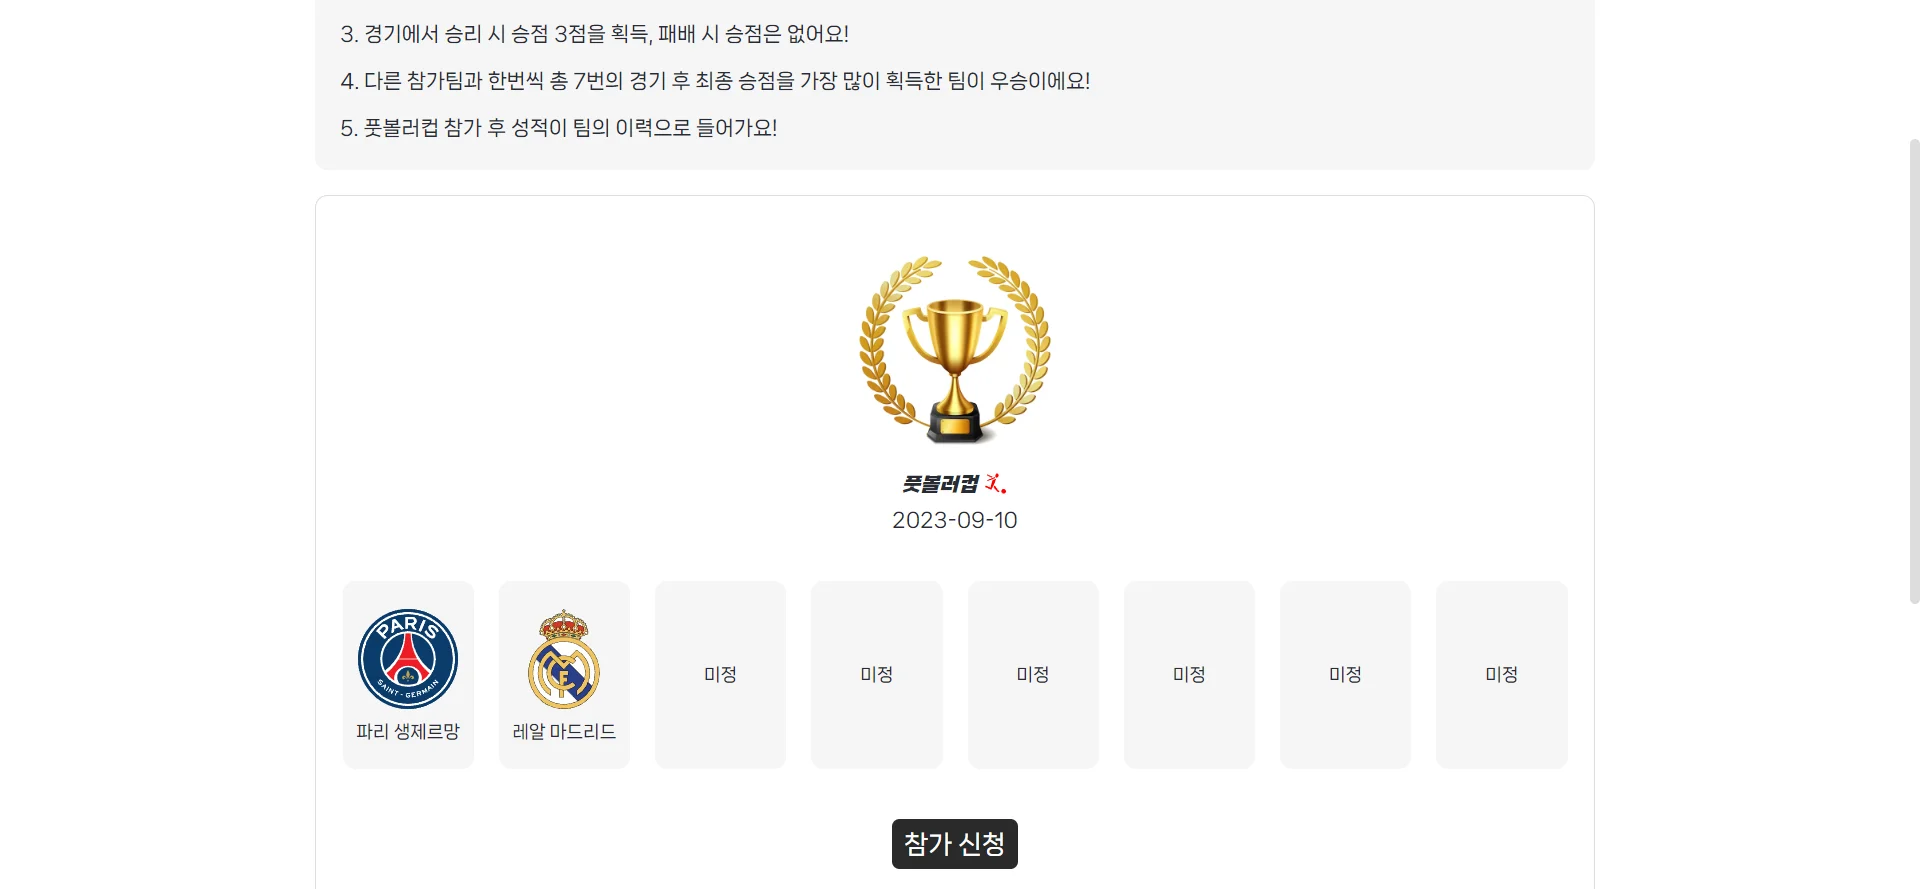 3. 경기에서 승리 시 승점 3점을 획득, 패배 시 승점은 없어요!
4. 다른 참가팀과 한번씩 총 7번의 경기 후 최종 승점을 가장 많이 획득한 팀이 우승이에요!
5. 풋볼러컵 참가 후 성적이 팀의 이력으로 들어가요!
풋볼러컵
2023-09-10
PARIS
SAINT-GERMAIN
파리 생제르망
레알 마드리드
미정
미정
미정
미정
미정
미정
참가 신청